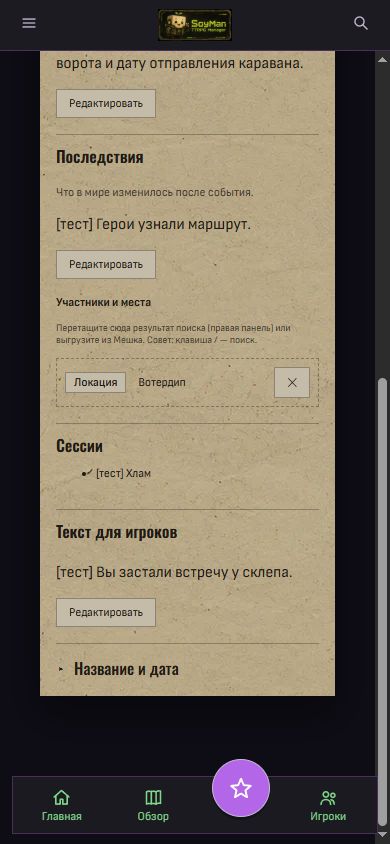 SoyMan
TTRPG Manager
ворота и дату отправления каравана.
Редактировать
Последствия
Что в мире изменилось после события.
[тест] Герои узнали маршрут.
Редактировать
Участники и места
Перетащите сюда результат поиска (правая панель) или
выгрузите из Мешка. Совет: клавиша / — поиск.
Локация Вотердип
Сессии
[тест] Хлам
Текст для игроков
[тест] Вы застали встречу у склепа.
Редактировать
Название и дата
Главная Обзор Игроки